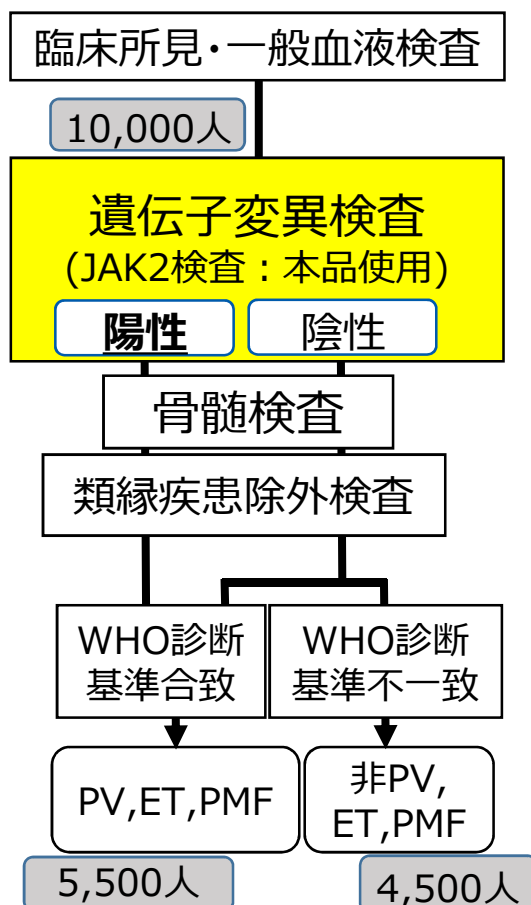 臨床所見・一般血液検査
10,000人
遺伝子変異検査
(JAK2検査：本品使用)
陽性
陰性
骨髄検査
類縁疾患除外検査
WHO診断
基準合致
WHO診断
基準不一致
PV,ET,PMF
非PV,
ET,PMF
5,500人
4,500人